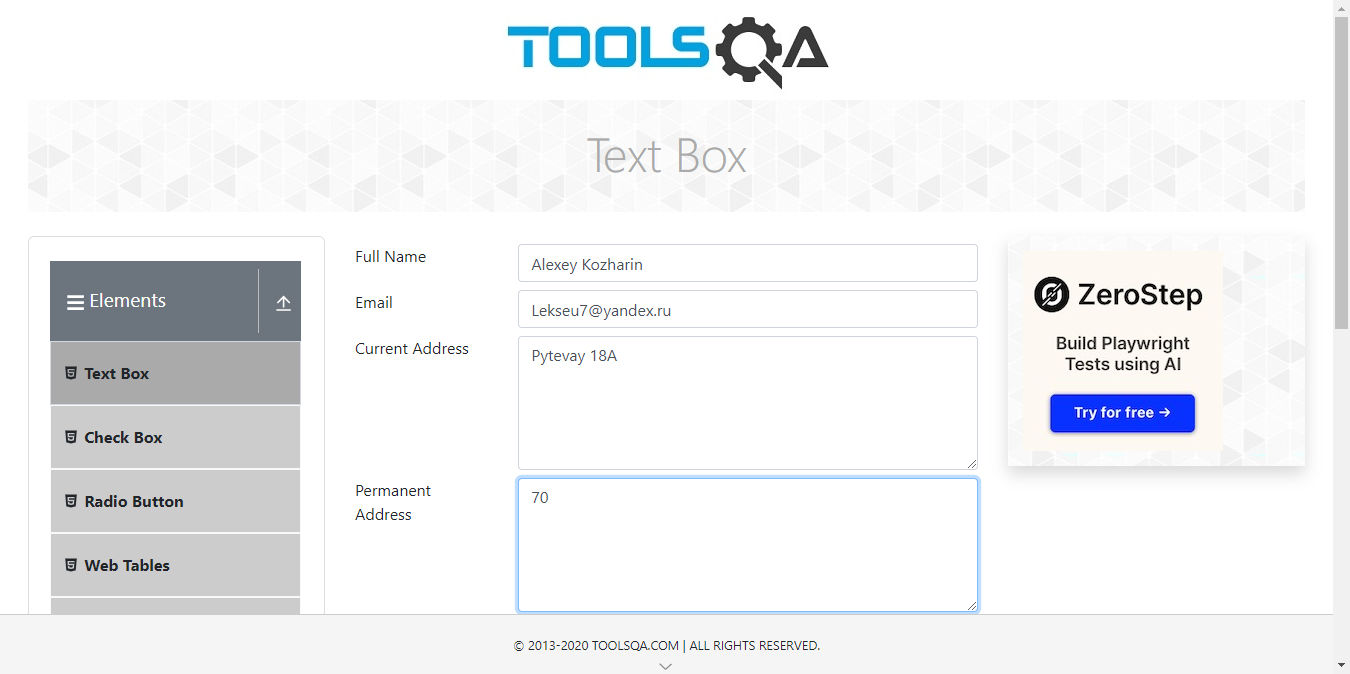 TOOLSQA
Text Box
Elements
Text Box
Check Box
Radio Button
Web Tables
Full Name
Alexey Kozharin
Email
Lekseu7@yandex.ru
Current Address
Pytevay 18A
Permanent
Address
70
ZeroStep
Build Playwright
Tests using AI
Try for free →
© 2013-2020 TOOLSQA.COM | ALL RIGHTS RESERVED.